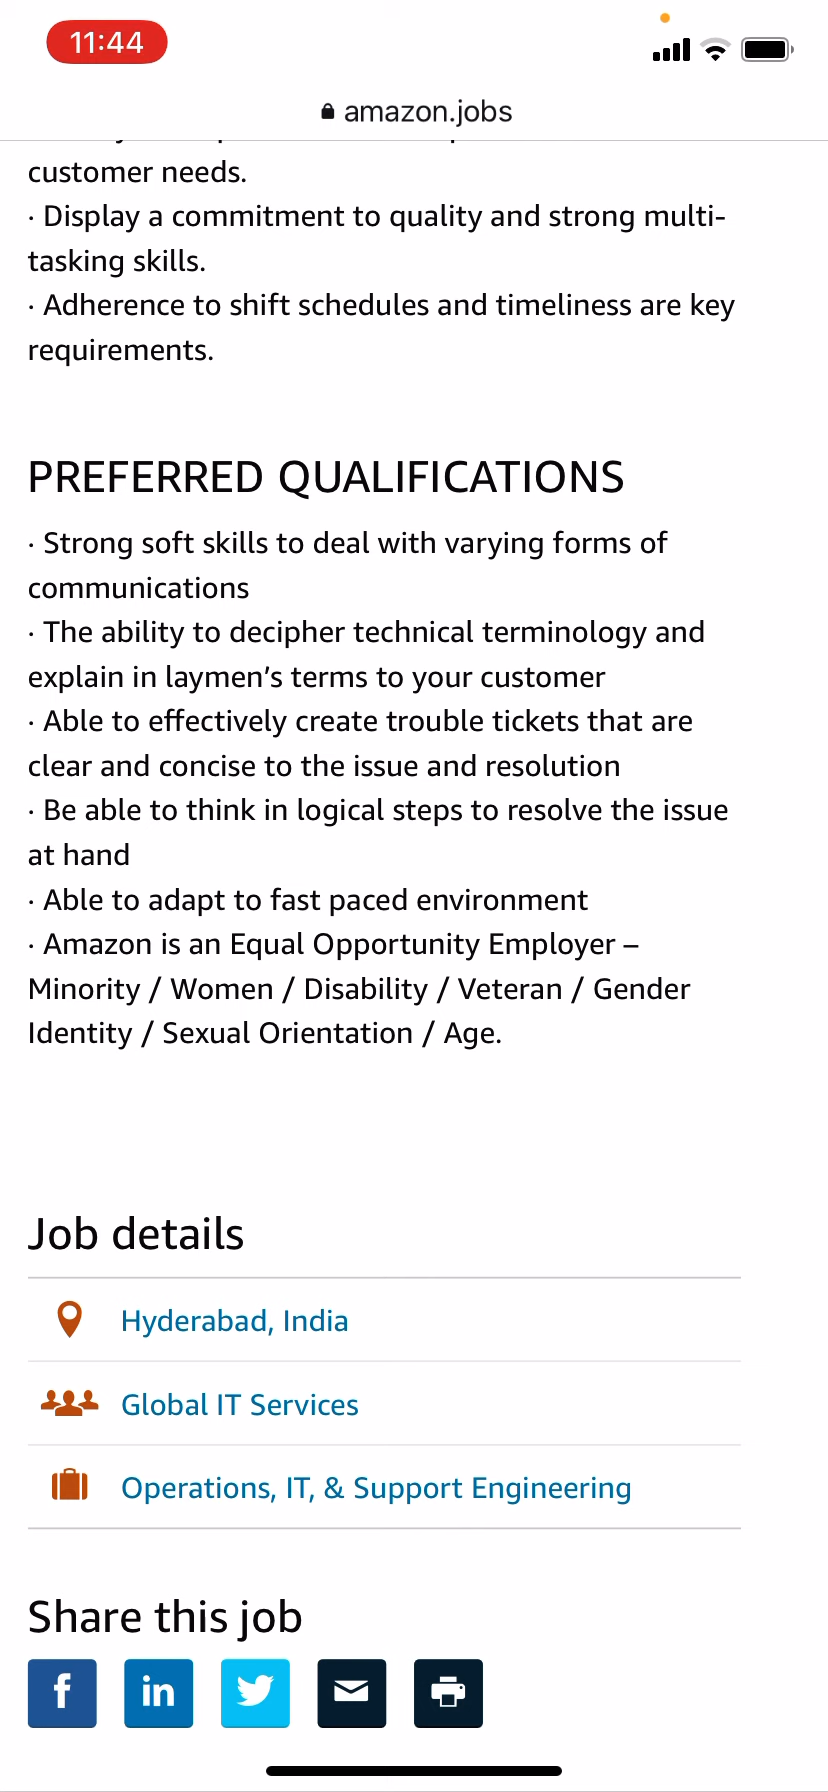 11:44
amazon.jobs
customer needs.
· Display a commitment to quality and strong multi-
tasking skills.
· Adherence to shift schedules and timeliness are key
requirements.
PREFERRED QUALIFICATIONS
· Strong soft skills to deal with varying forms of
communications
· The ability to decipher technical terminology and
explain in laymen’s terms to your customer
· Able to effectively create trouble tickets that are
clear and concise to the issue and resolution
· Be able to think in logical steps to resolve the issue
at hand
· Able to adapt to fast paced environment
· Amazon is an Equal Opportunity Employer –
Minority / Women / Disability / Veteran / Gender
Identity / Sexual Orientation / Age.
Job details
Hyderabad, India
Global IT Services
Operations, IT, & Support Engineering
Share this job
f
in